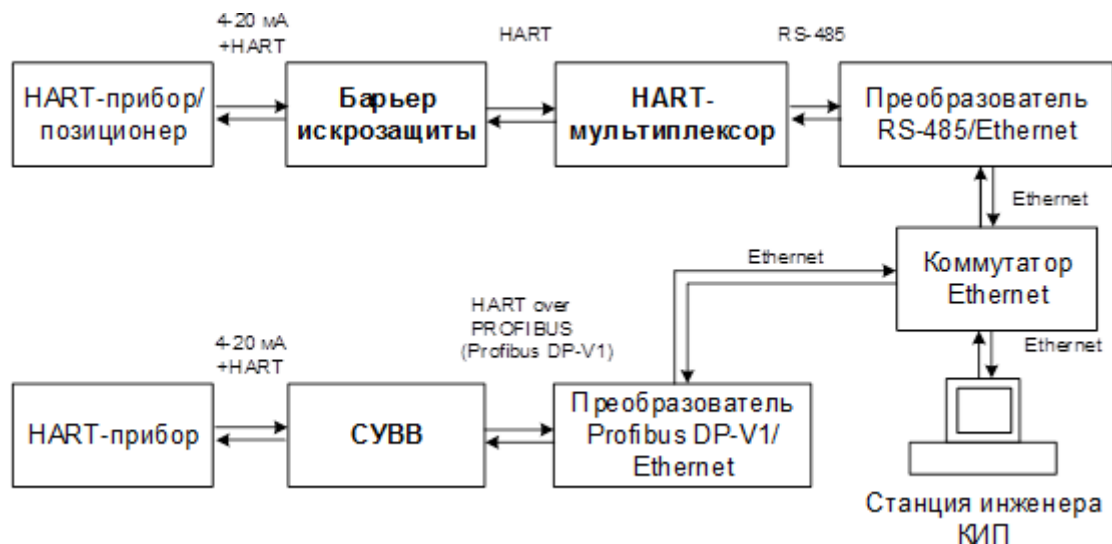 4-20 мА
+HART
HART
RS-485
HART-прибор/
позиционер
Барьер
искрозащиты
HART-
мультиплексор
Преобразователь
RS-485/Ethernet
Ethernet
Ethernet
Коммутатор
Ethernet
HART over
PROFIBUS
(Profibus DP-V1)
4-20 мА
+HART
Ethernet
HART-прибор
СУВВ
Преобразователь
Profibus DP-V1/
Ethernet
Станция инженера
КИП